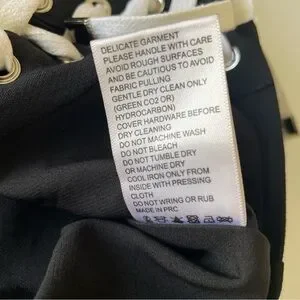 DELICATE GARMENT
PLEASE HANDLE WITH CARE
AVOID ROUGH SURFACES
AND BE CAUTIOUS TO AVOID
FABRIC PULLING
GENTLE DRY CLEAN ONLY
(GREEN CO2 OR)
HYDROCARBON)
COVER HARDWARE BEFORE
DRY CLEANING
DO NOT MACHINE WASH
DO NOT BLEACH
DO NOT TUMBLE DRY
OR MACHINE DRY
COOL IRON ONLY FROM
INSIDE WITH PRESSING
CLOTH
DO NOT WRING OR RUB
MADE IN PRC